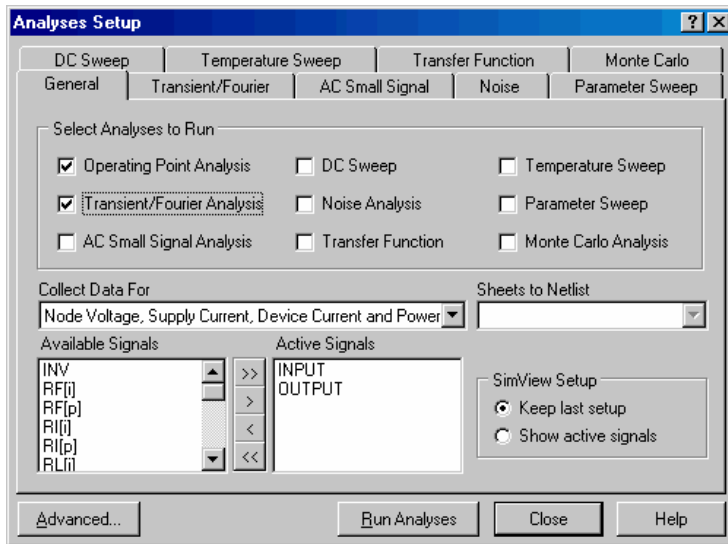 Analyses Setup
DC Sweep Temperature Sweep Transfer Function Monte Carlo
General Transient/Fourier AC Small Signal Noise Parameter Sweep
Select Analyses to Run
Operating Point Analysis DC Sweep Temperature Sweep
Transient/Fourier Analysis Noise Analysis Parameter Sweep
AC Small Signal Analysis Transfer Function Monte Carlo Analysis
Collect Data For Sheets to Netlist
Node Voltage, Supply Current, Device Current and Power
Available Signals Active Signals
INV
RF[i]
RF[p]
RI[i]
RI[p]
RL[i]
>>
>
<
<<
INPUT
OUTPUT
SimView Setup
Keep last setup
Show active signals
Advanced... Run Analyses Close Help